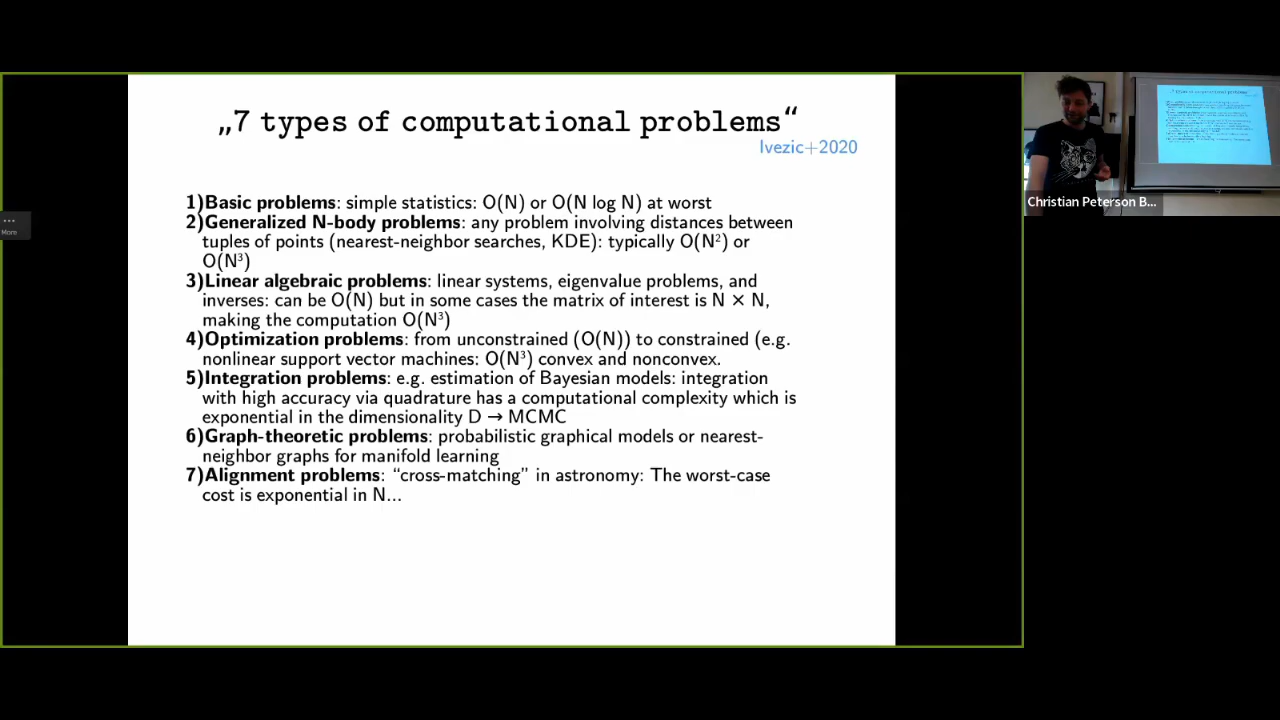 „7 types of computational problems“
Ivezic+2020
1)Basic problems: simple statistics: O(N) or O(N log N) at worst
2)Generalized N-body problems: any problem involving distances between
tuples of points (nearest-neighbor searches, KDE): typically O(N²) or
O(N³)
3)Linear algebraic problems: linear systems, eigenvalue problems, and
inverses: can be O(N) but in some cases the matrix of interest is N × N,
making the computation O(N³)
4)Optimization problems: from unconstrained (O(N)) to constrained (e.g.
nonlinear support vector machines: O(N³) convex and nonconvex.
5)Integration problems: e.g. estimation of Bayesian models: integration
with high accuracy via quadrature has a computational complexity which is
exponential in the dimensionality D → MCMC
6)Graph-theoretic problems: probabilistic graphical models or nearest-
neighbor graphs for manifold learning
7)Alignment problems: “cross-matching” in astronomy: The worst-case
cost is exponential in N...
More
7 types of computational problems
Christian Peterson B...